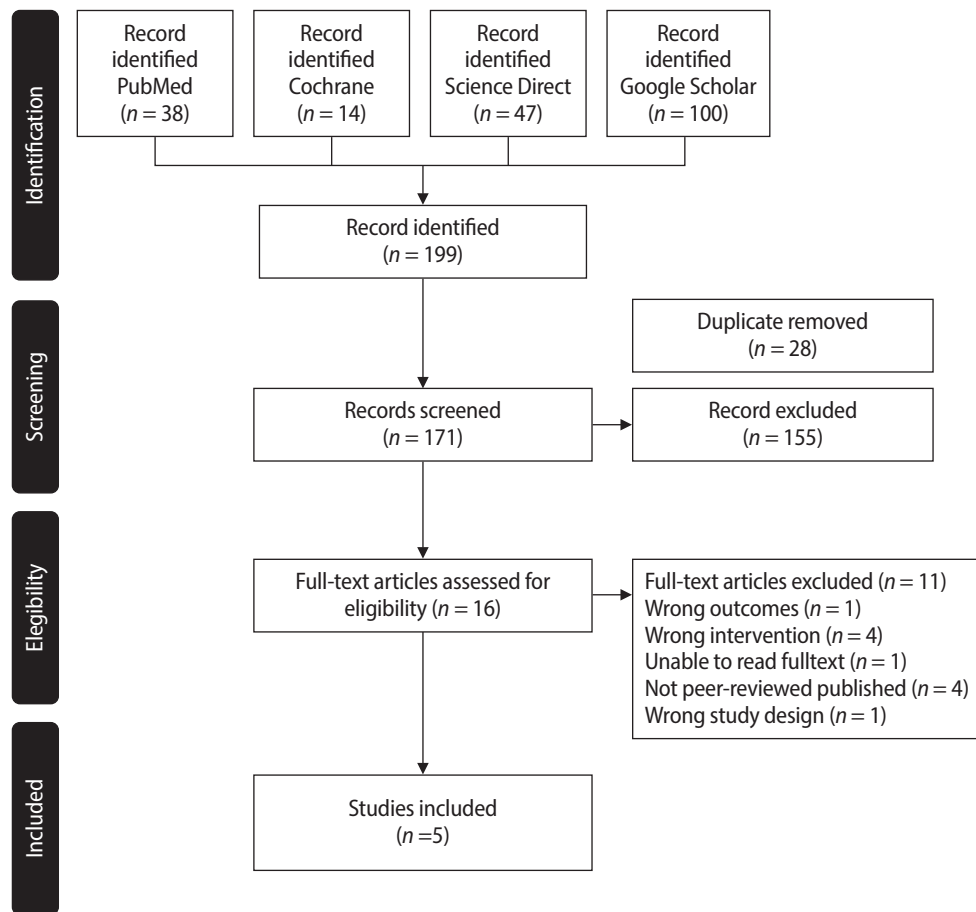 Identification
Record
identified
PubMed
(n = 38)
Record
identified
Cochrane
(n = 14)
Record
identified
Science Direct
(n = 47)
Record
identified
Google Scholar
(n = 100)
Record identified
(n = 199)
Screening
Duplicate removed
(n = 28)
Records screened
(n = 171)
Record excluded
(n = 155)
Elegibility
Full-text articles assessed for
eligibility (n = 16)
Full-text articles excluded (n = 11)
Wrong outcomes (n = 1)
Wrong intervention (n = 4)
Unable to read fulltext (n = 1)
Not peer-reviewed published (n = 4)
Wrong study design (n = 1)
Included
Studies included
(n =5)